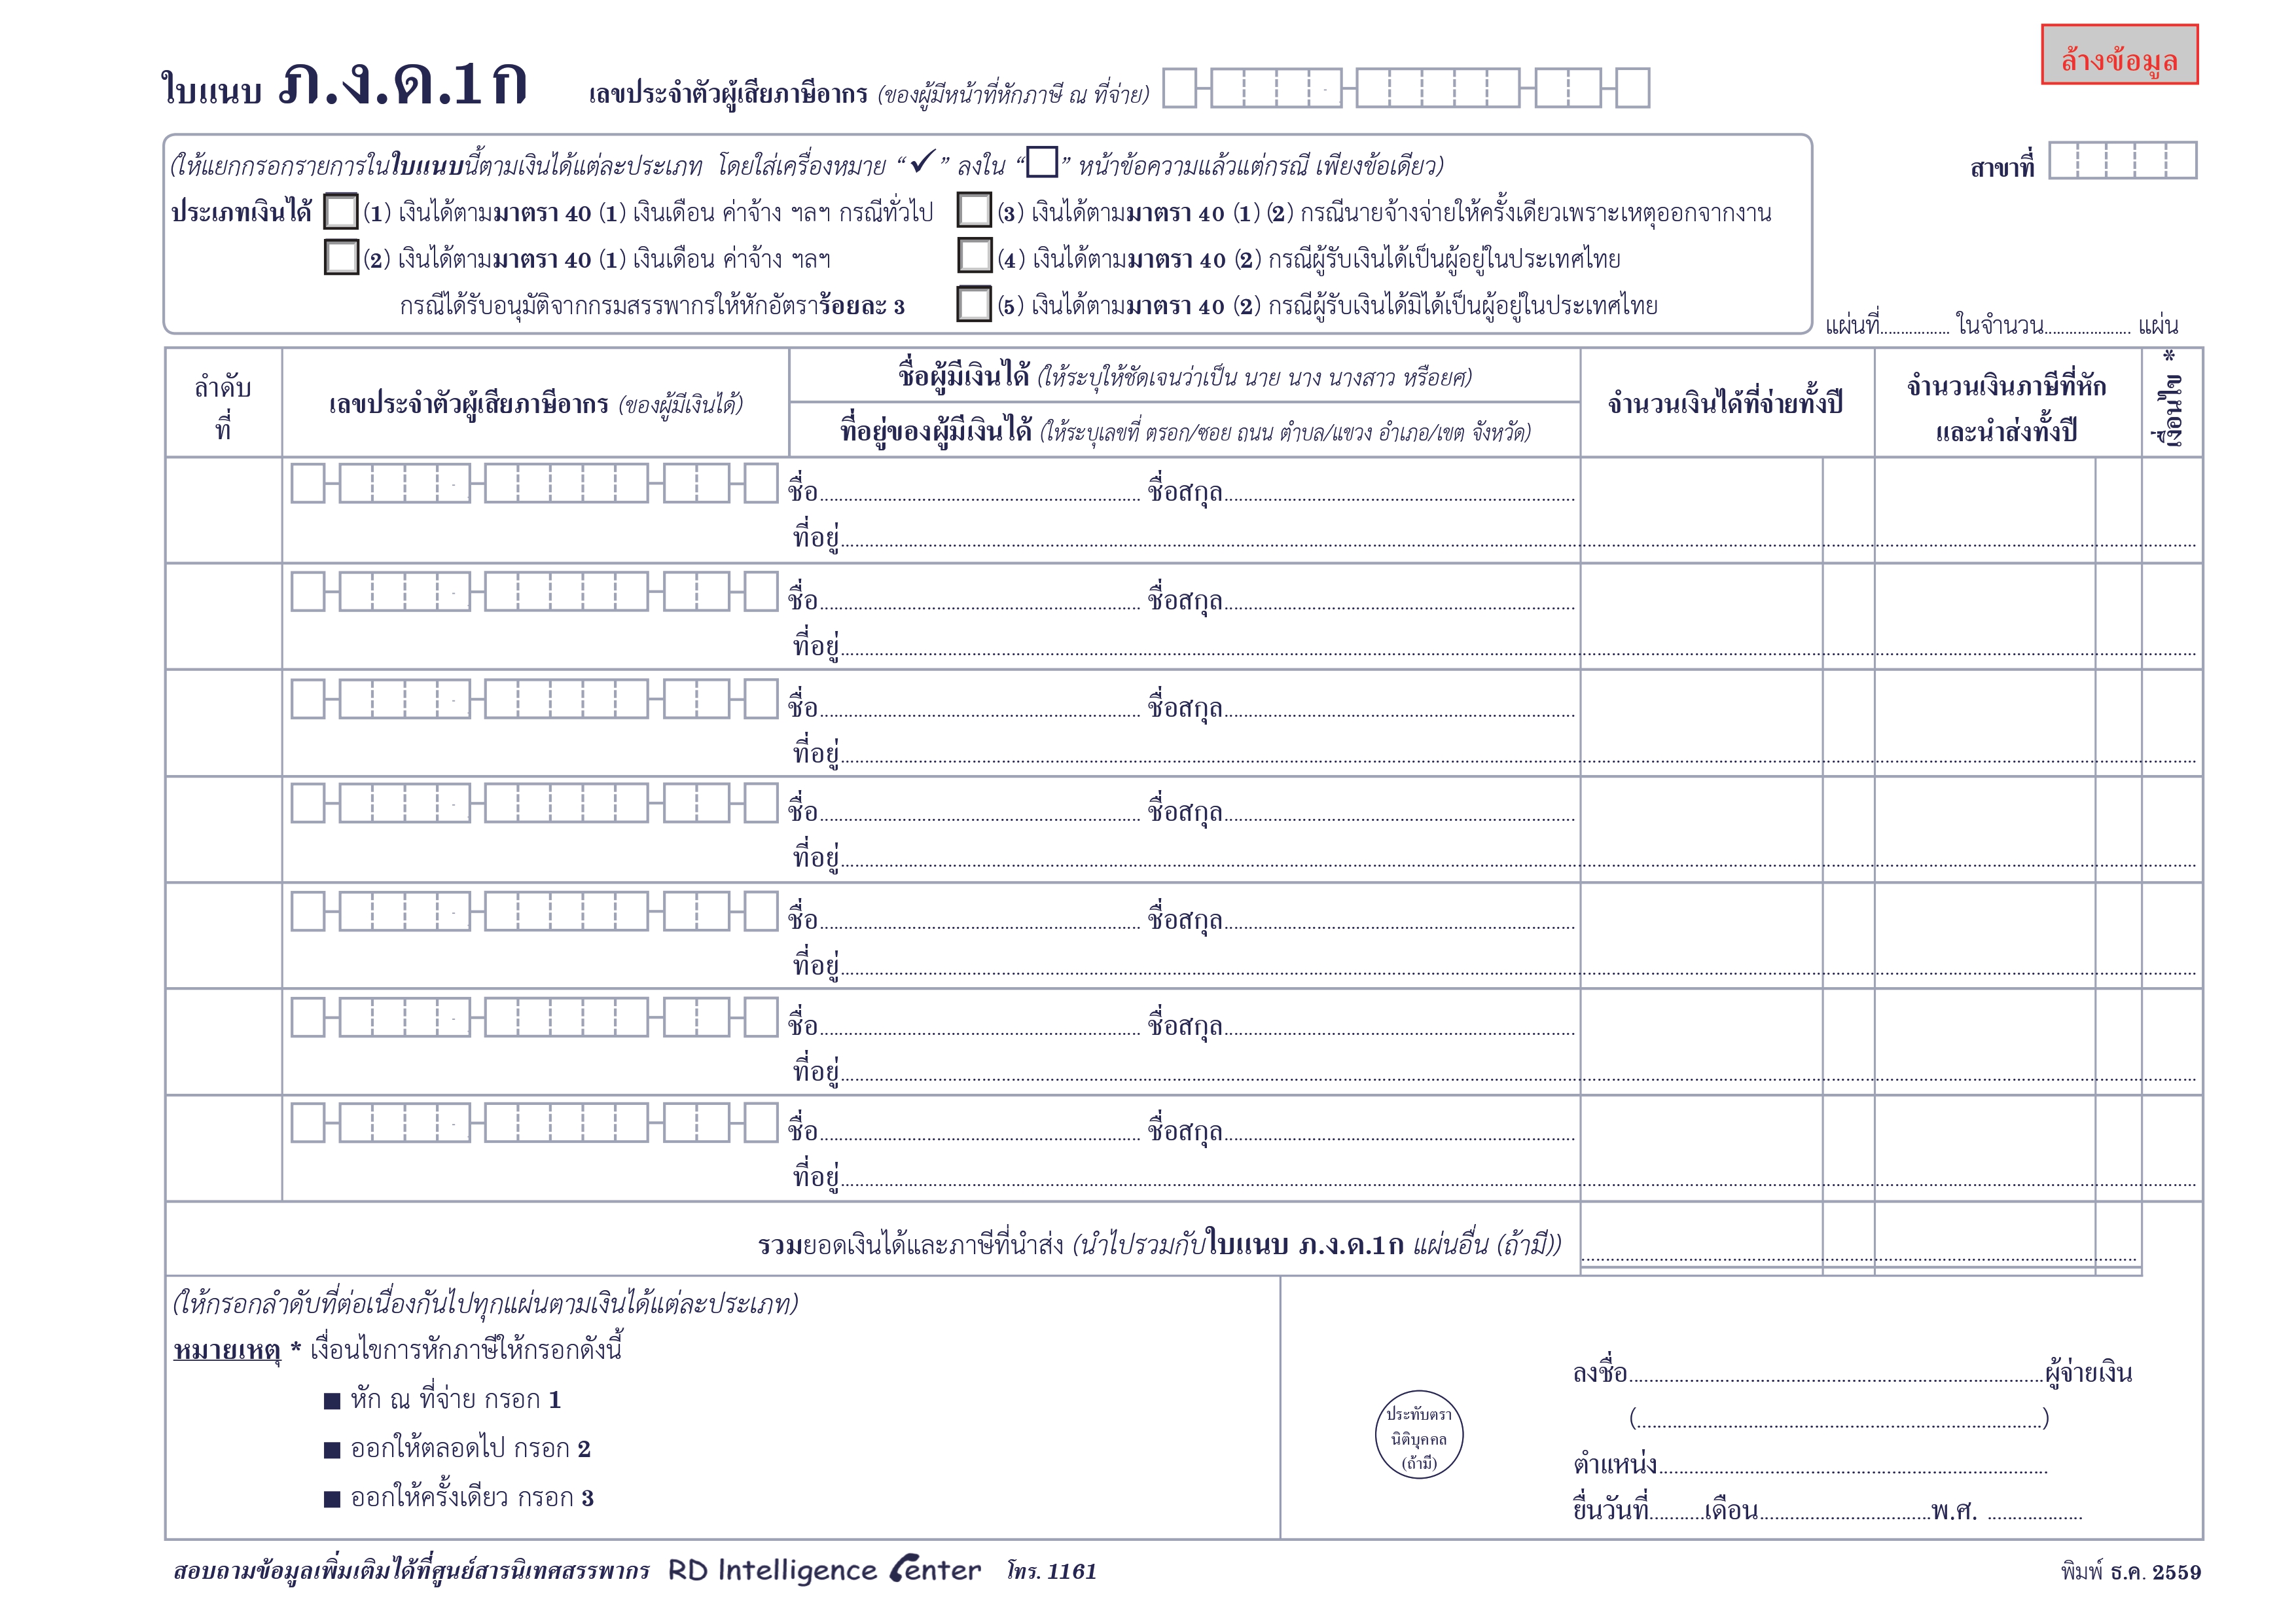 ล้างข้อมูล
ใบแนบ ภ.ง.ด.1ก เลขประจำตัวผู้เสียภาษีอากร (ของผู้มีหน้าที่หักภาษี ณ ที่จ่าย)
(ให้แยกกรอกรายการในใบแนบนี้ตามเงินได้แต่ละประเภท โดยใส่เครื่องหมาย “✓” ลงใน “☐” หน้าข้อความแล้วแต่กรณี เพียงข้อเดียว)
สาขาที่
ประเภทเงินได้ ☐ (1) เงินได้ตามมาตรา 40 (1) เงินเดือน ค่าจ้าง ฯลฯ กรณีทั่วไป ☐ (3) เงินได้ตามมาตรา 40 (1) (2) กรณีนายจ้างจ่ายให้ครั้งเดียวเพราะเหตุออกจากงาน
☐ (2) เงินได้ตามมาตรา 40 (1) เงินเดือน ค่าจ้าง ฯลฯ ☐ (4) เงินได้ตามมาตรา 40 (2) กรณีผู้รับเงินได้เป็นผู้อยู่ในประเทศไทย
กรณีได้รับอนุมัติจากกรมสรรพากรให้หักอัตราร้อยละ 3 ☐ (5) เงินได้ตามมาตรา 40 (2) กรณีผู้รับเงินได้มิได้เป็นผู้อยู่ในประเทศไทย
แผ่นที่................ ในจำนวน.................... แผ่น
ลำดับ
ที่
เลขประจำตัวผู้เสียภาษีอากร (ของผู้มีเงินได้)
ชื่อผู้มีเงินได้ (ให้ระบุให้ชัดเจนว่าเป็น นาย นาง นางสาว หรือยศ)
ที่อยู่ของผู้มีเงินได้ (ให้ระบุเลขที่ ตรอก/ซอย ถนน ตำบล/แขวง อำเภอ/เขต จังหวัด)
จำนวนเงินได้ที่จ่ายทั้งปี
จำนวนเงินภาษีที่หัก
และนำส่งทั้งปี
เงื่อนไข *
ชื่อ.................... ชื่อสกุล....................
ที่อยู่....................
ชื่อ.................... ชื่อสกุล....................
ที่อยู่....................
ชื่อ.................... ชื่อสกุล....................
ที่อยู่....................
ชื่อ.................... ชื่อสกุล....................
ที่อยู่....................
ชื่อ.................... ชื่อสกุล....................
ที่อยู่....................
ชื่อ.................... ชื่อสกุล....................
ที่อยู่....................
ชื่อ.................... ชื่อสกุล....................
ที่อยู่....................
รวมยอดเงินได้และภาษีที่นำส่ง (นำไปรวมกับใบแนบ ภ.ง.ด.1ก แผ่นอื่น (ถ้ามี))
(ให้กรอกลำดับที่ต่อเนื่องกันไปทุกแผ่นตามเงินได้แต่ละประเภท)
หมายเหตุ * เงื่อนไขการหักภาษีให้กรอกดังนี้
■ หัก ณ ที่จ่าย กรอก 1
■ ออกให้ตลอดไป กรอก 2
■ ออกให้ครั้งเดียว กรอก 3
ประทับตรา
นิติบุคคล
(ถ้ามี)
ลงชื่อ....................ผู้จ่ายเงิน
(....................)
ตำแหน่ง....................
ยื่นวันที่...........เดือน....................พ.ศ. ...................
สอบถามข้อมูลเพิ่มเติมได้ที่ศูนย์สารนิเทศสรรพากร RD Intelligence Center โทร. 1161
พิมพ์ ธ.ค. 2559